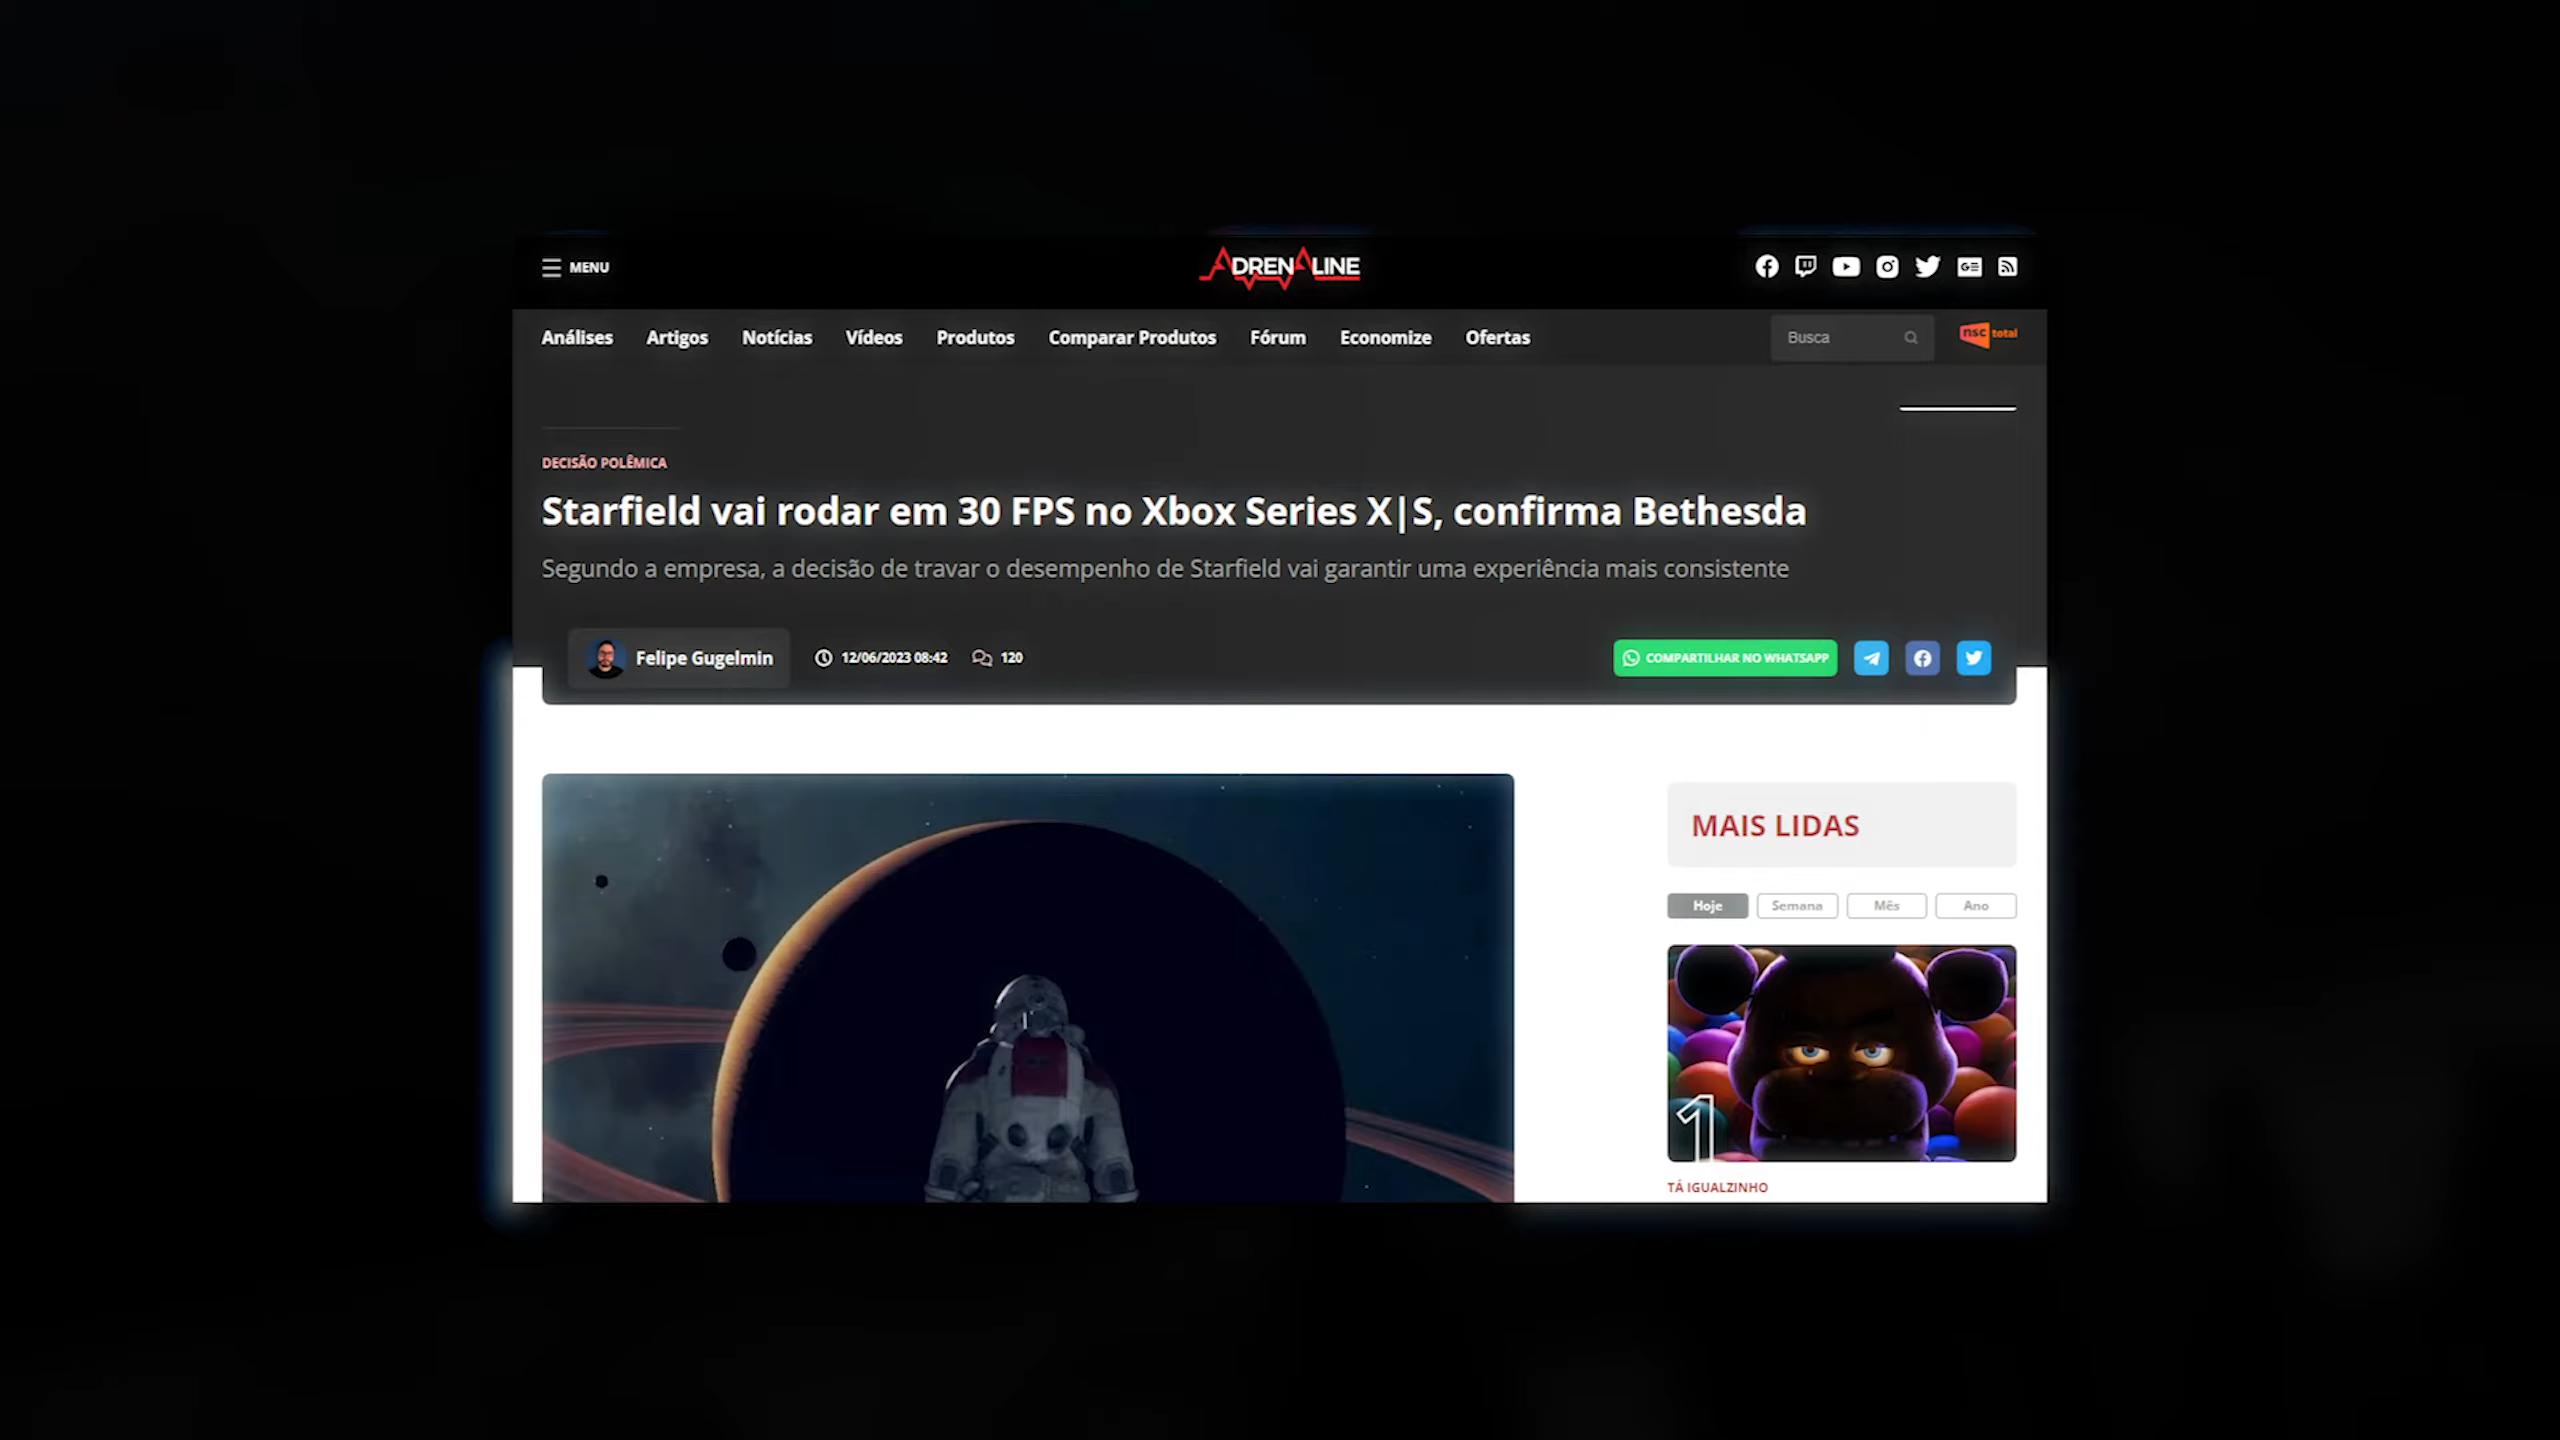 MENU
ADRENALINE
Análises Artigos Notícias Vídeos Produtos Comparar Produtos Fórum Economize Ofertas
Busca
nsc total
DECISÃO POLÊMICA
Starfield vai rodar em 30 FPS no Xbox Series X|S, confirma Bethesda
Segundo a empresa, a decisão de travar o desempenho de Starfield vai garantir uma experiência mais consistente
Felipe Gugelmin 12/06/2023 08:42 120
COMPARTILHAR NO WHATSAPP
MAIS LIDAS
Hoje Semana Mês Ano
1
TÁ IGUALZINHO